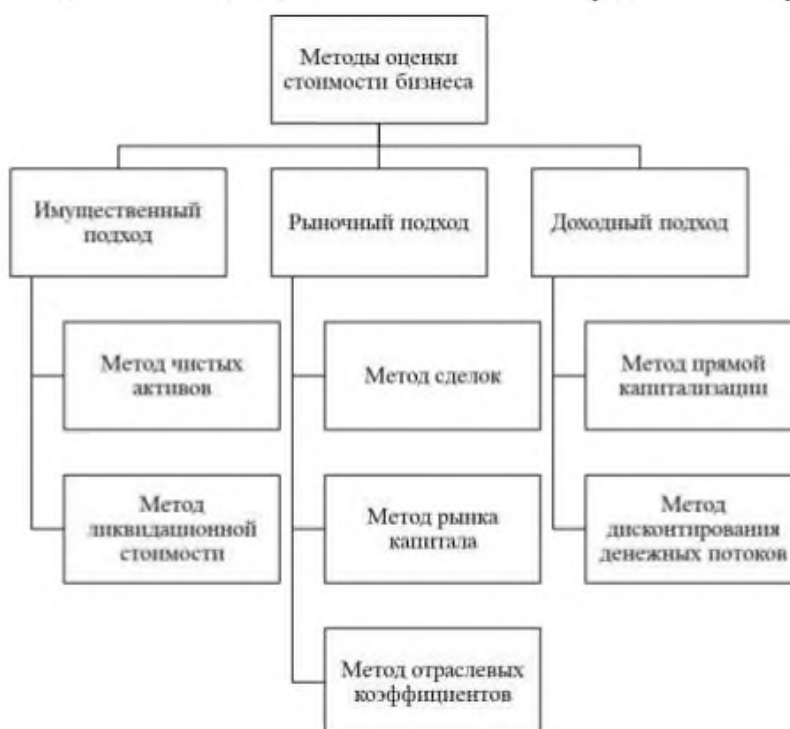 Методы оценки
стоимости бизнеса
Имущественный
подход
Рыночный подход
Доходный подход
Метод чистых
активов
Метод сделок
Метод прямой
капитализации
Метод
ликвидационной
стоимости
Метод рынка
капитала
Метод
дисконтирования
денежных потоков
Метод отраслевых
коэффициентов